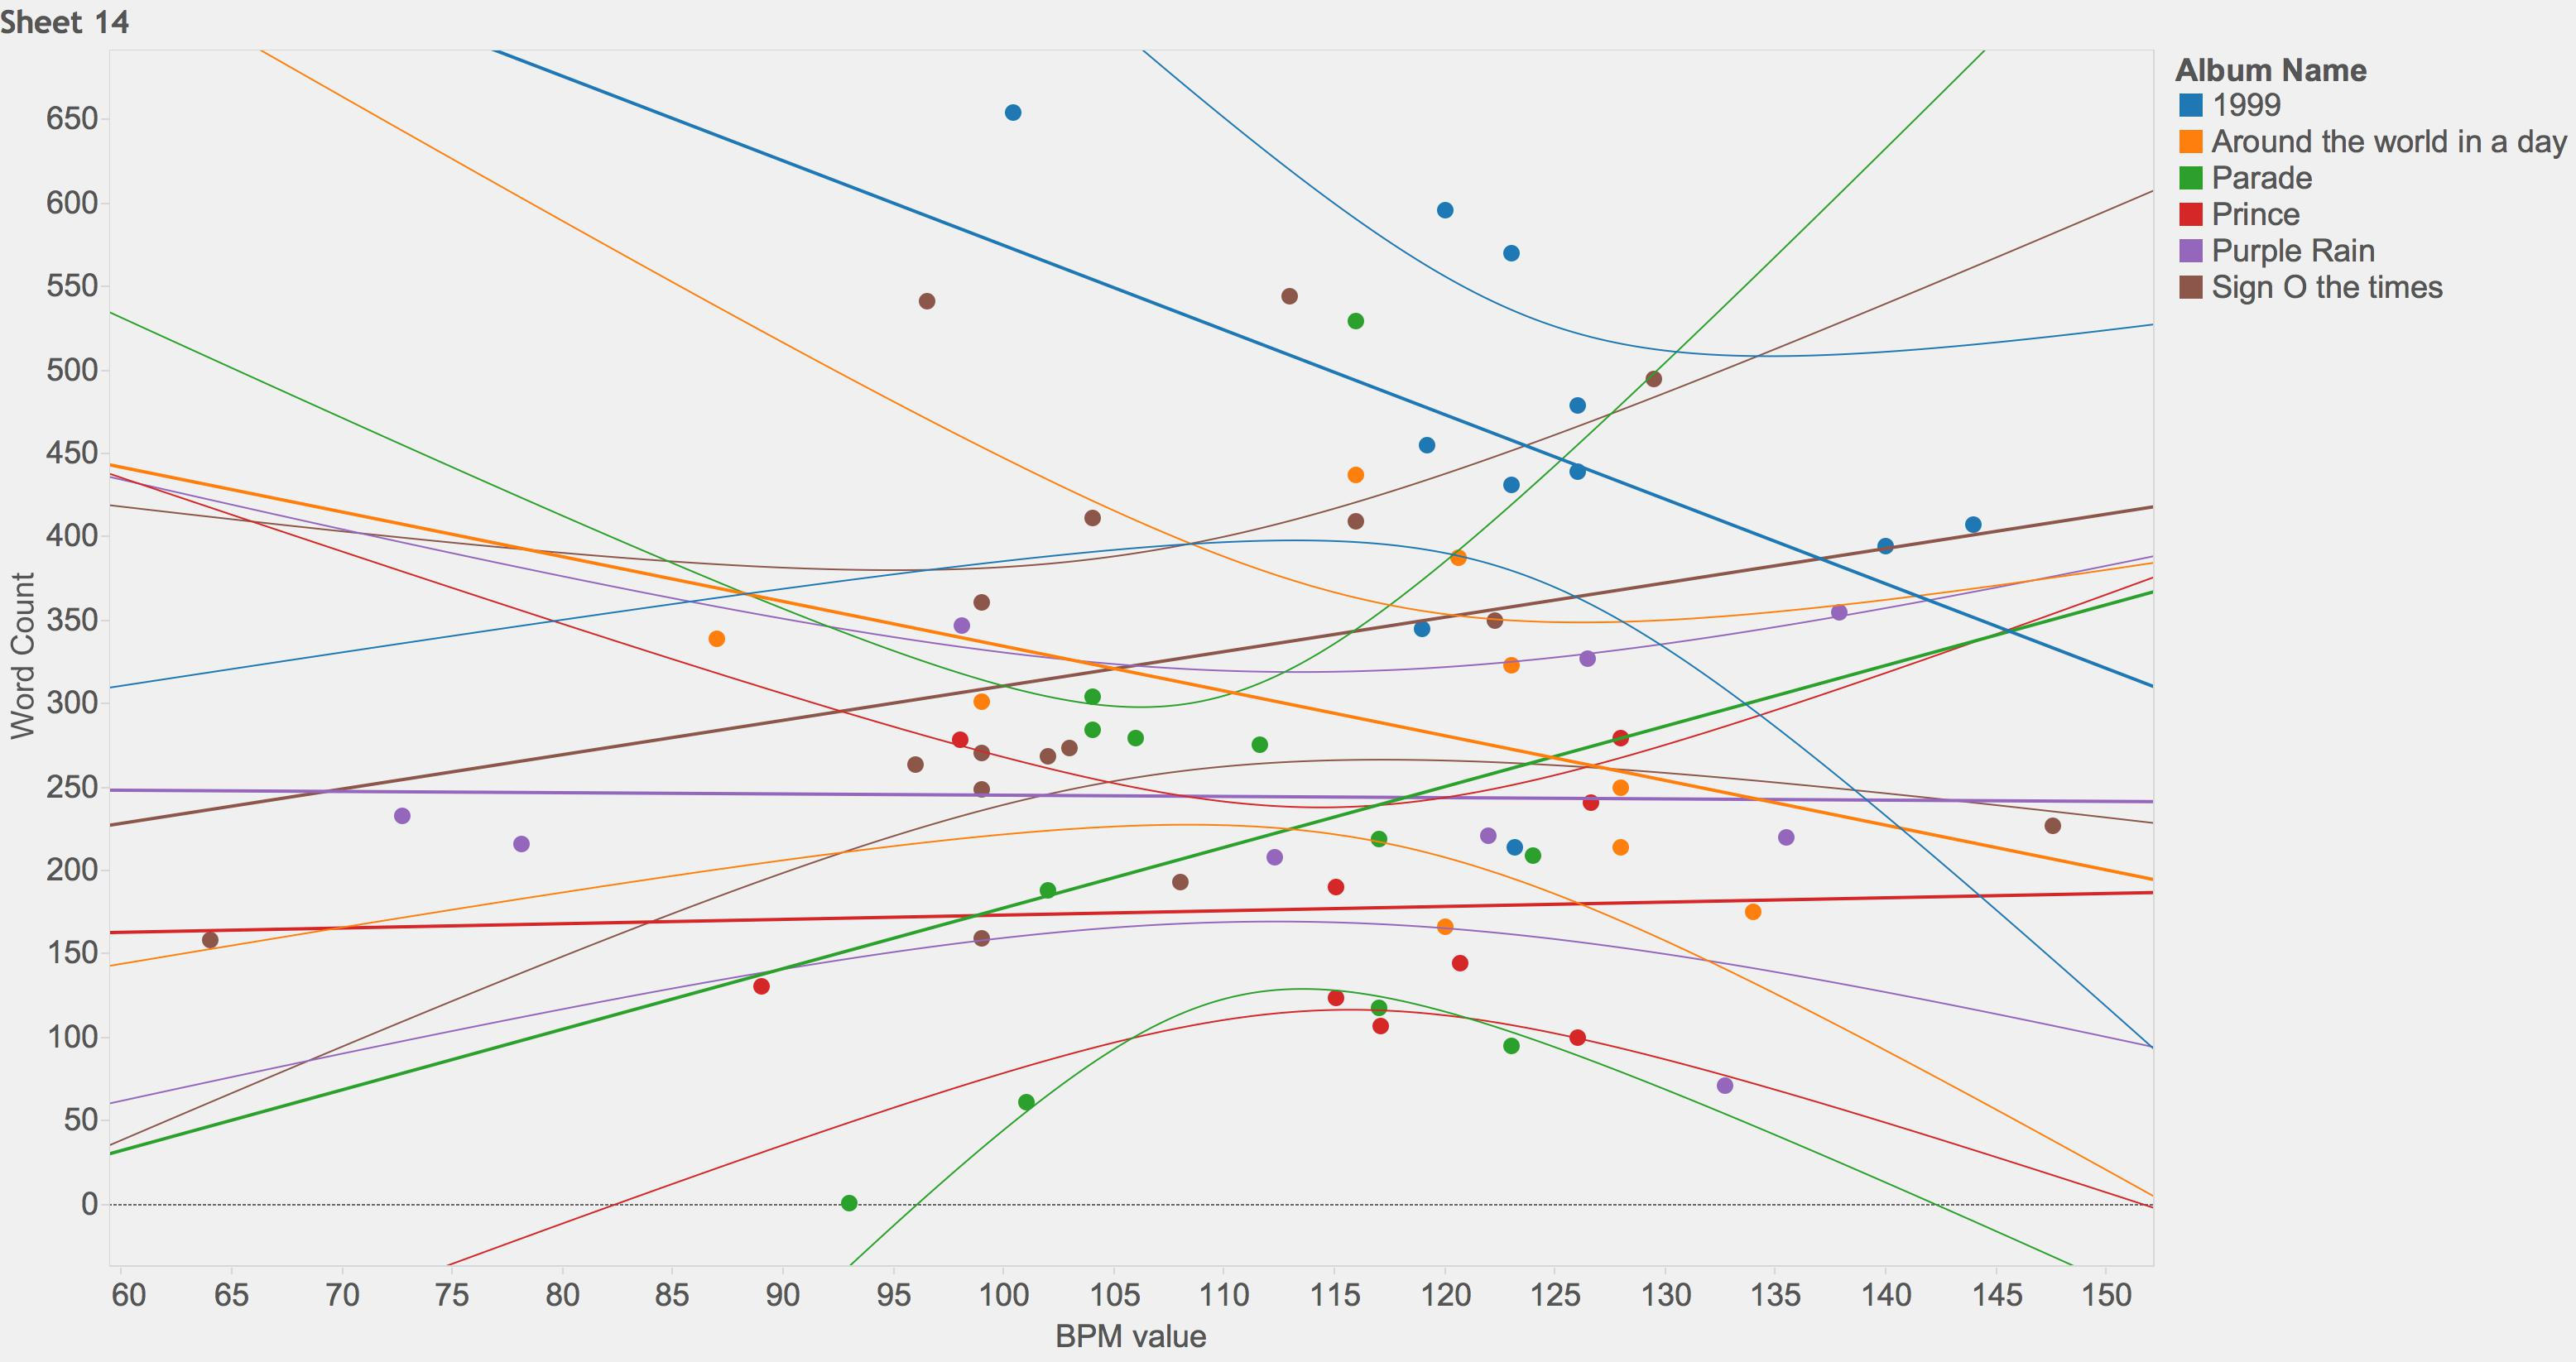 Sheet 14
Album Name
1999
Around the world in a day
Parade
Prince
Purple Rain
Sign O the times
Word Count
650
600
550
500
450
400
350
300
250
200
150
100
50
0
60 65 70 75 80 85 90 95 100 105 110 115 120 125 130 135 140 145 150
BPM value